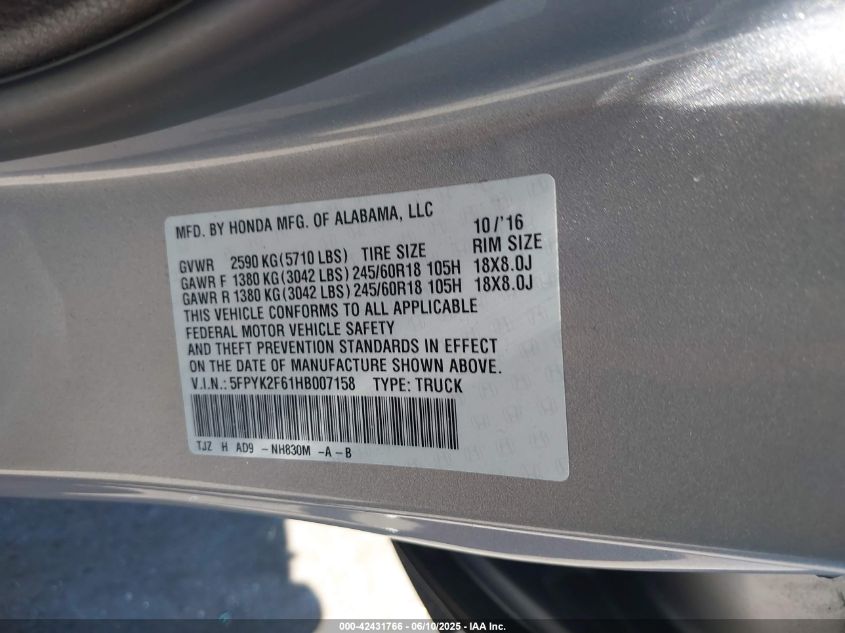 MFD. BY HONDA MFG. OF ALABAMA, LLC 10/'16
GVWR 2590 KG(5710 LBS) TIRE SIZE RIM SIZE
GAWR F 1380 KG(3042 LBS) 245/60R18 105H 18X8.0J
GAWR R 1380 KG(3042 LBS) 245/60R18 105H 18X8.0J
THIS VEHICLE CONFORMS TO ALL APPLICABLE
FEDERAL MOTOR VEHICLE SAFETY
AND THEFT PREVENTION STANDARDS IN EFFECT
ON THE DATE OF MANUFACTURE SHOWN ABOVE.
V.I.N.: 5FPYK2F61HB007158 TYPE: TRUCK
TJZ H AD9 - NH830M -A - B
000-42431766 - 06/10/2025 - IAA, Inc.